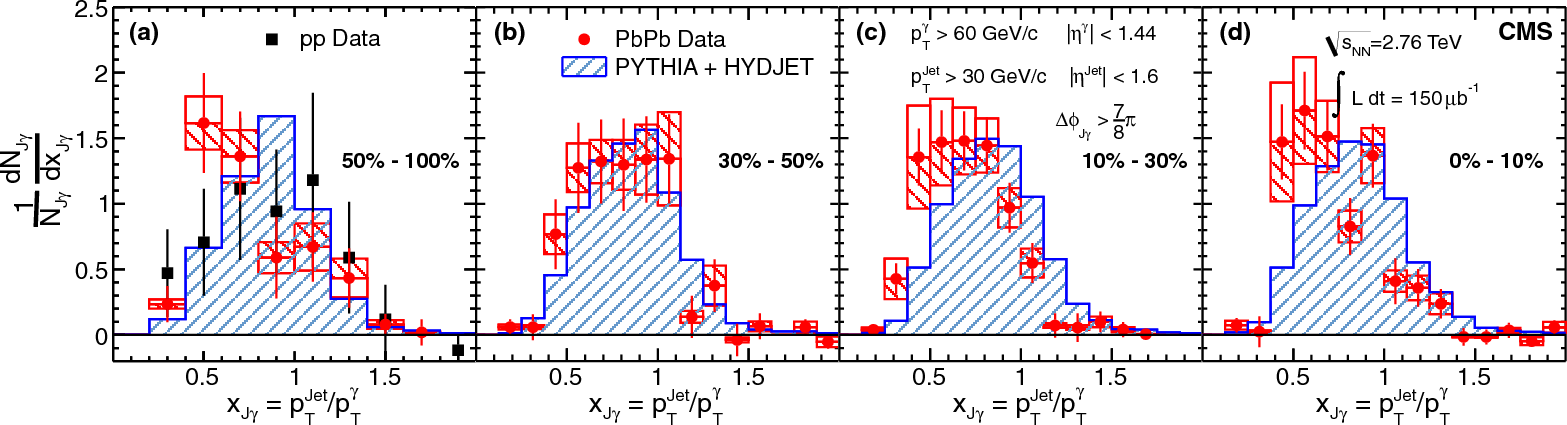 2.5
2
1.5
1
0.5
0
1/N_Jγ dN_Jγ/dx_Jγ
(a)
pp Data
50% - 100%
0.5 1 1.5
x_Jγ = p_T^Jet/p_T^γ
(b)
PbPb Data
PYTHIA + HYDJET
30% - 50%
0.5 1 1.5
x_Jγ = p_T^Jet/p_T^γ
(c)
p_T^γ > 60 GeV/c |η^γ| < 1.44
p_T^Jet > 30 GeV/c |η^Jet| < 1.6
Δϕ_Jγ > 7/8 π
10% - 30%
0.5 1 1.5
x_Jγ = p_T^Jet/p_T^γ
(d)
CMS
√s_NN=2.76 TeV
∫ L dt = 150 μb^-1
0% - 10%
0.5 1 1.5
x_Jγ = p_T^Jet/p_T^γ